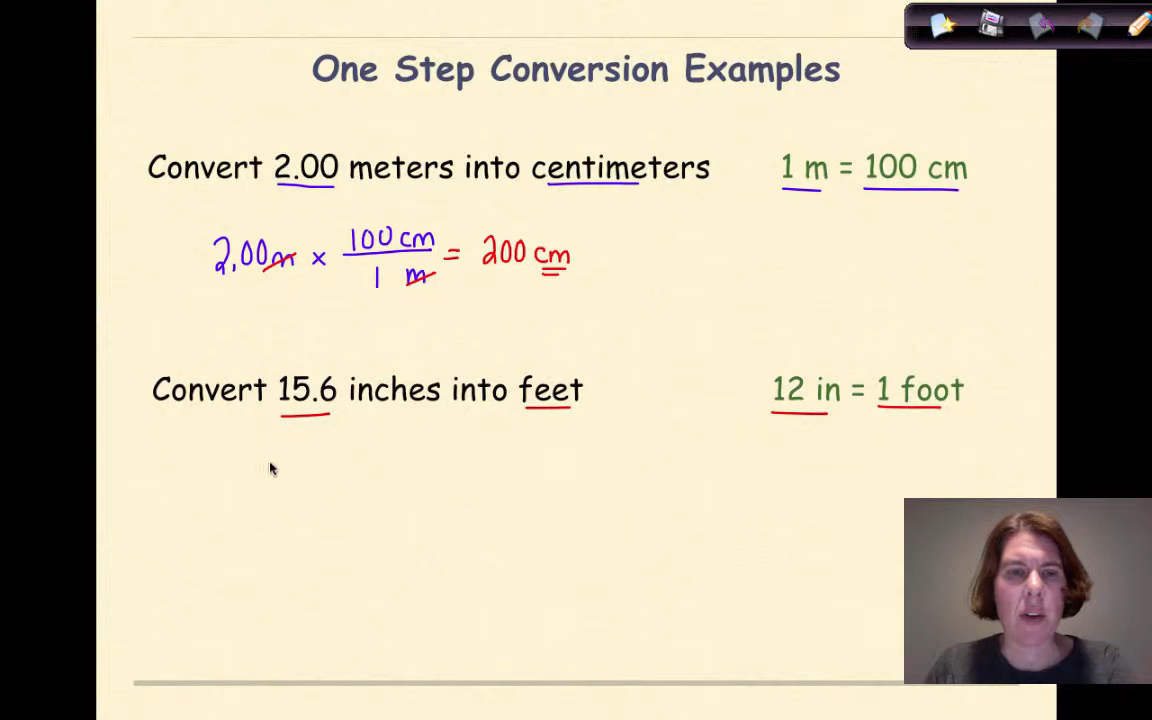 One Step Conversion Examples
Convert 2.00 meters into centimeters 1 m = 100 cm
2.00m × 100 cm / 1 m = 200 cm
Convert 15.6 inches into feet 12 in = 1 foot